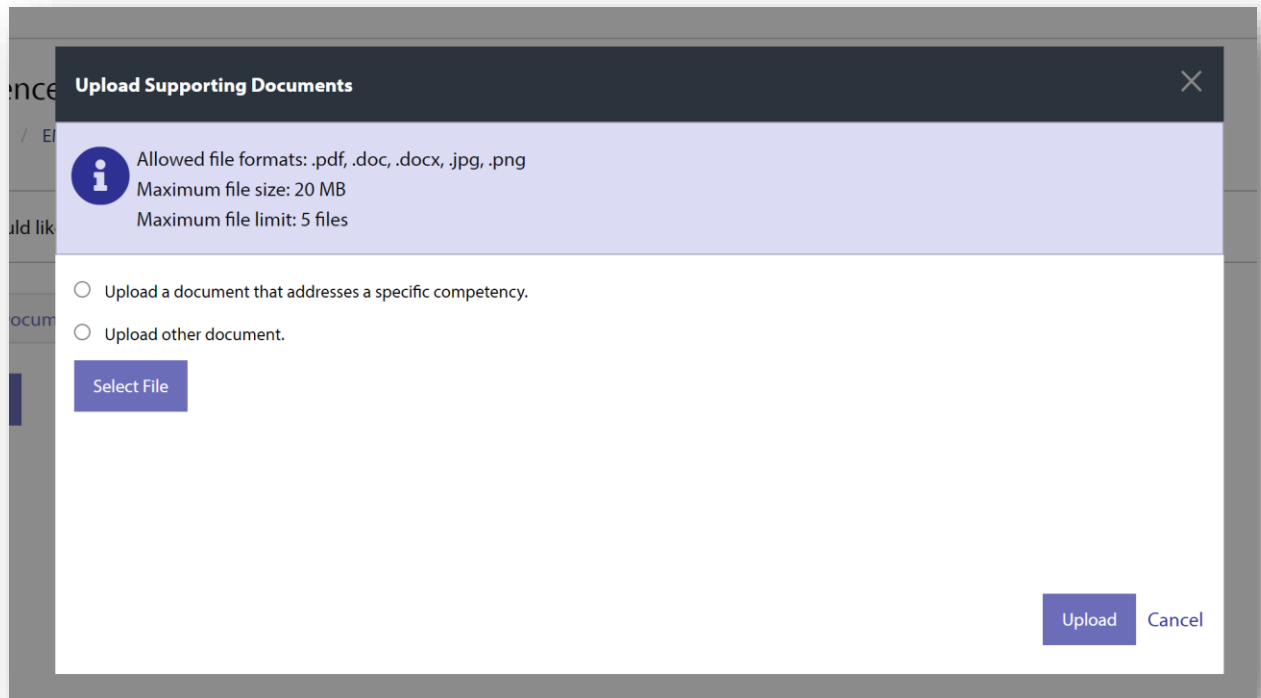 Upload Supporting Documents
Allowed file formats: .pdf, .doc, .docx, .jpg, .png
Maximum file size: 20 MB
Maximum file limit: 5 files
Upload a document that addresses a specific competency.
Upload other document.
Select File
Upload Cancel